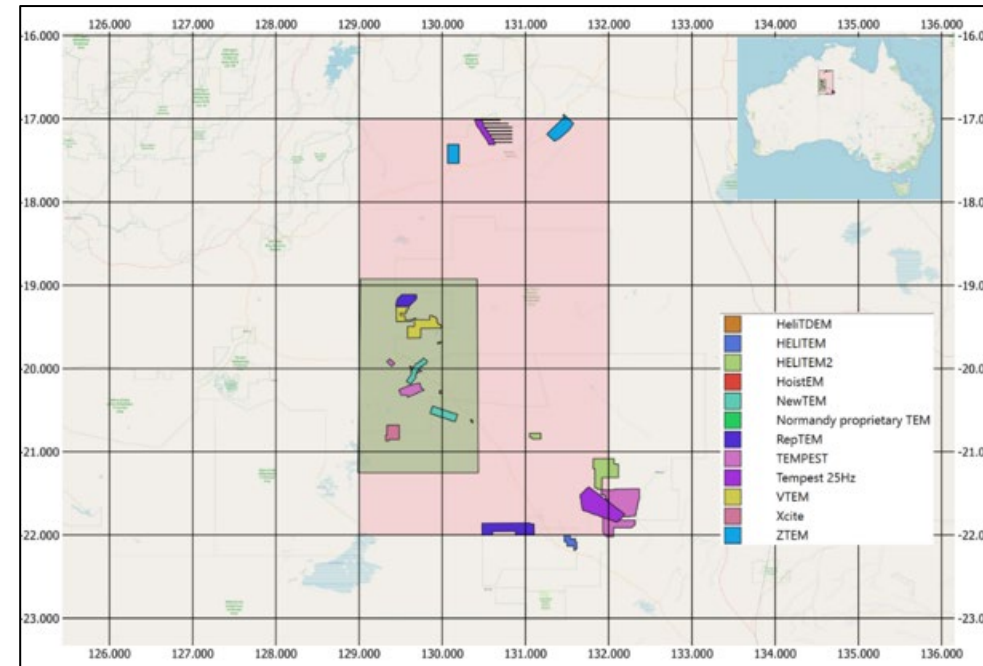 126.000 127.000 128.000 129.000 130.000 131.000 132.000 133.000 134.000 135.000 136.000
-16.000 -16.0
-17.000 -17.0
-18.000 -18.0
-19.000 -19.0
HeliTDEM
HELITEM
-20.000 -20.0
HELITEM2
HoistEM
NewTEM
Normandy proprietary TEM
-21.000 -21.0
RepTEM
TEMPEST
Tempest 25Hz
VTEM
Xcite
-22.000 -22.0
ZTEM
-23.000 -23.0
126.000 127.000 128.000 129.000 130.000 131.000 132.000 133.000 134.000 135.000 136.000